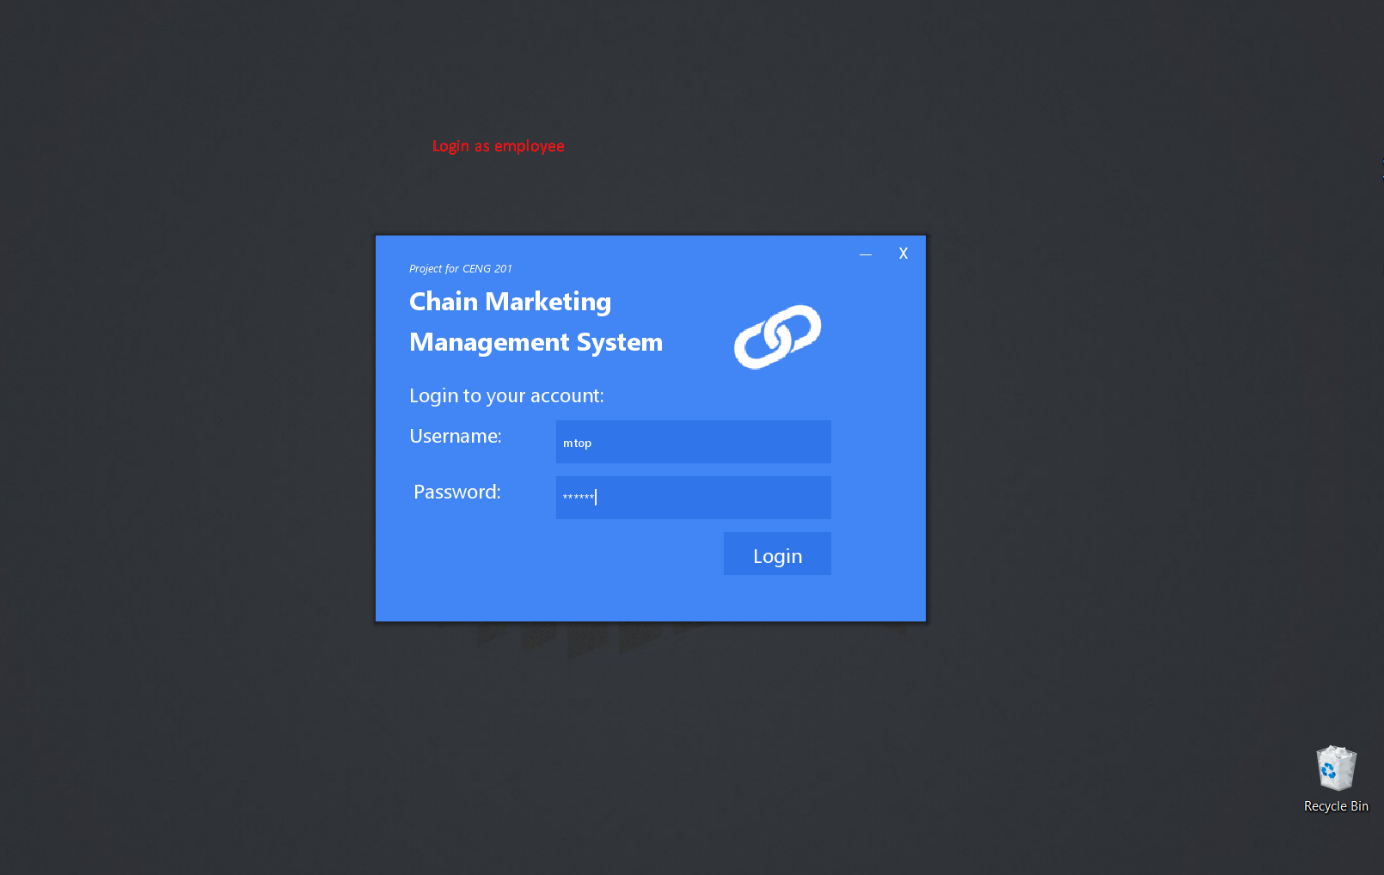 Login as employee
— X
Project for CENG 201
Chain Marketing
Management System
Login to your account:
Username: mtop
Password: ******
Login
Recycle Bin